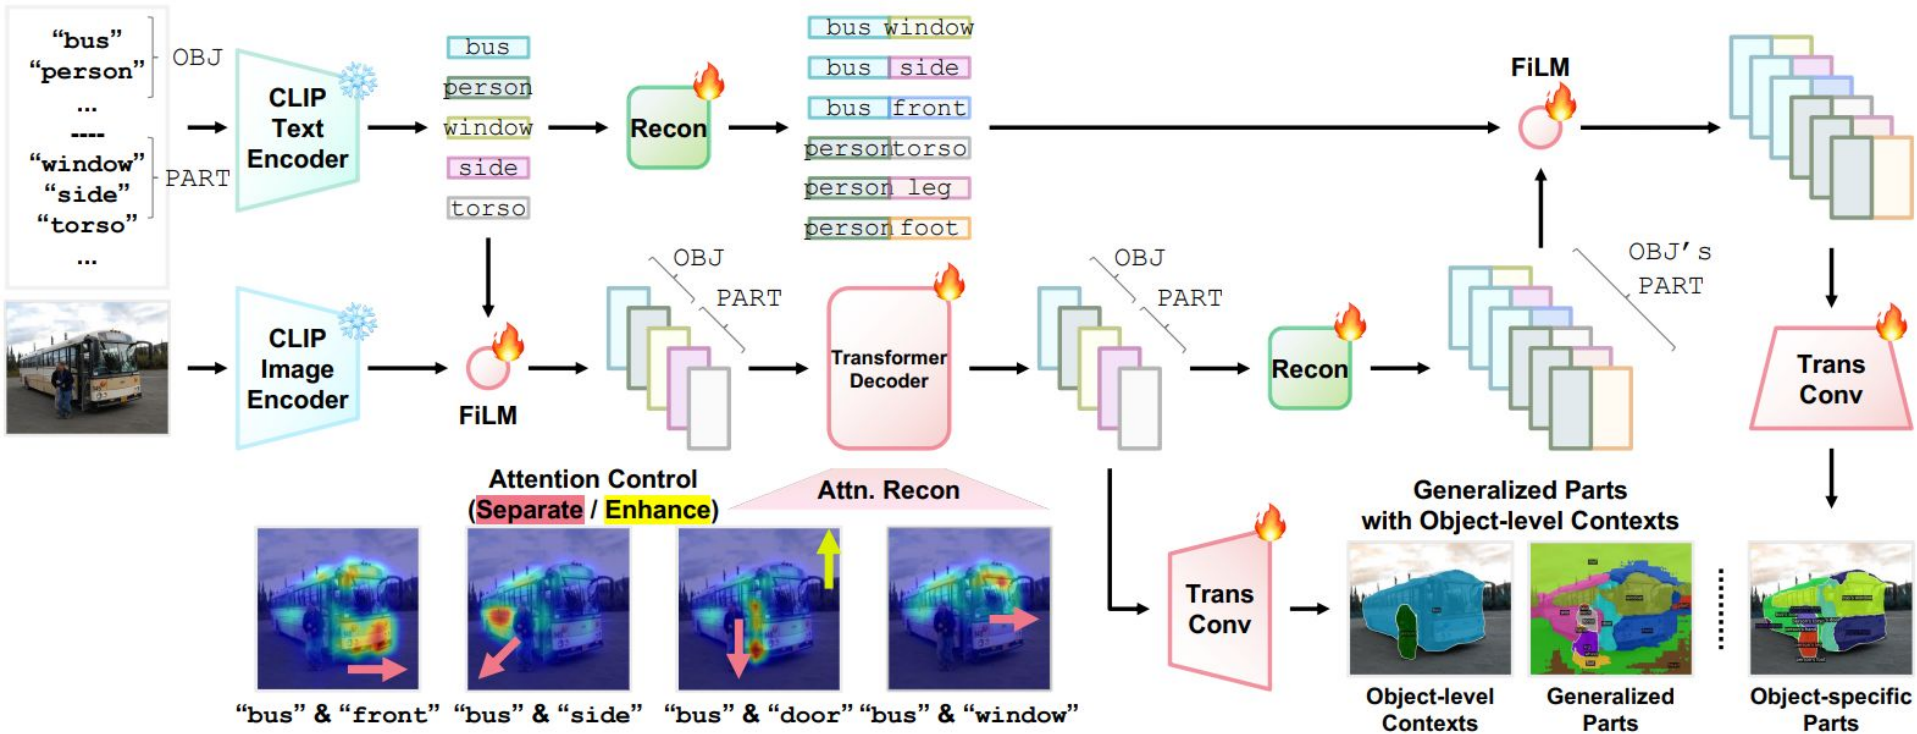 “bus”
“person”
...
----
“window”
“side”
“torso”
...
OBJ
PART
CLIP
Text
Encoder
bus
person
window
side
torso
Recon
bus window
bus side
bus front
person torso
person leg
person foot
FiLM
CLIP
Image
Encoder
FiLM
OBJ
PART
Transformer
Decoder
OBJ
PART
Recon
OBJ’s
PART
Trans
Conv
Attention Control
(Separate / Enhance)
Attn. Recon
“bus” & “front”
“bus” & “side”
“bus” & “door”
“bus” & “window”
Trans
Conv
Generalized Parts
with Object-level Contexts
Object-level
Contexts
Generalized
Parts
Object-specific
Parts